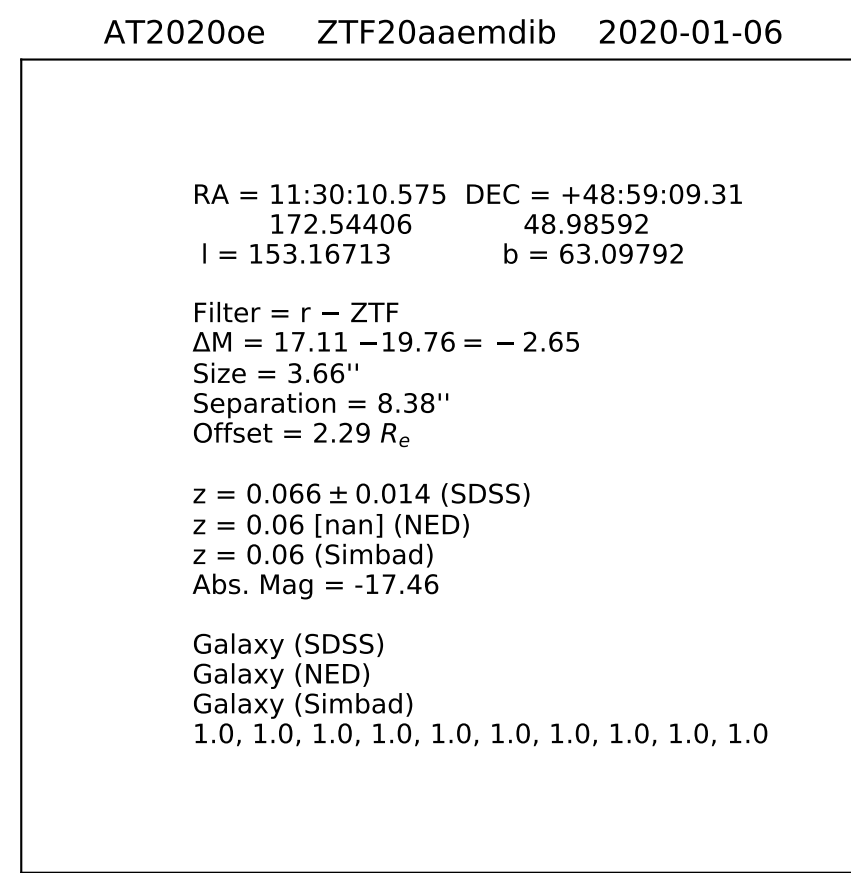 AT2020oe ZTF20aaemdib 2020-01-06
RA = 11:30:10.575 DEC = +48:59:09.31
172.54406 48.98592
l = 153.16713 b = 63.09792
Filter = r − ZTF
ΔM = 17.11 −19.76 = − 2.65
Size = 3.66''
Separation = 8.38''
Offset = 2.29 Re
z = 0.066 ± 0.014 (SDSS)
z = 0.06 [nan] (NED)
z = 0.06 (Simbad)
Abs. Mag = -17.46
Galaxy (SDSS)
Galaxy (NED)
Galaxy (Simbad)
1.0, 1.0, 1.0, 1.0, 1.0, 1.0, 1.0, 1.0, 1.0, 1.0